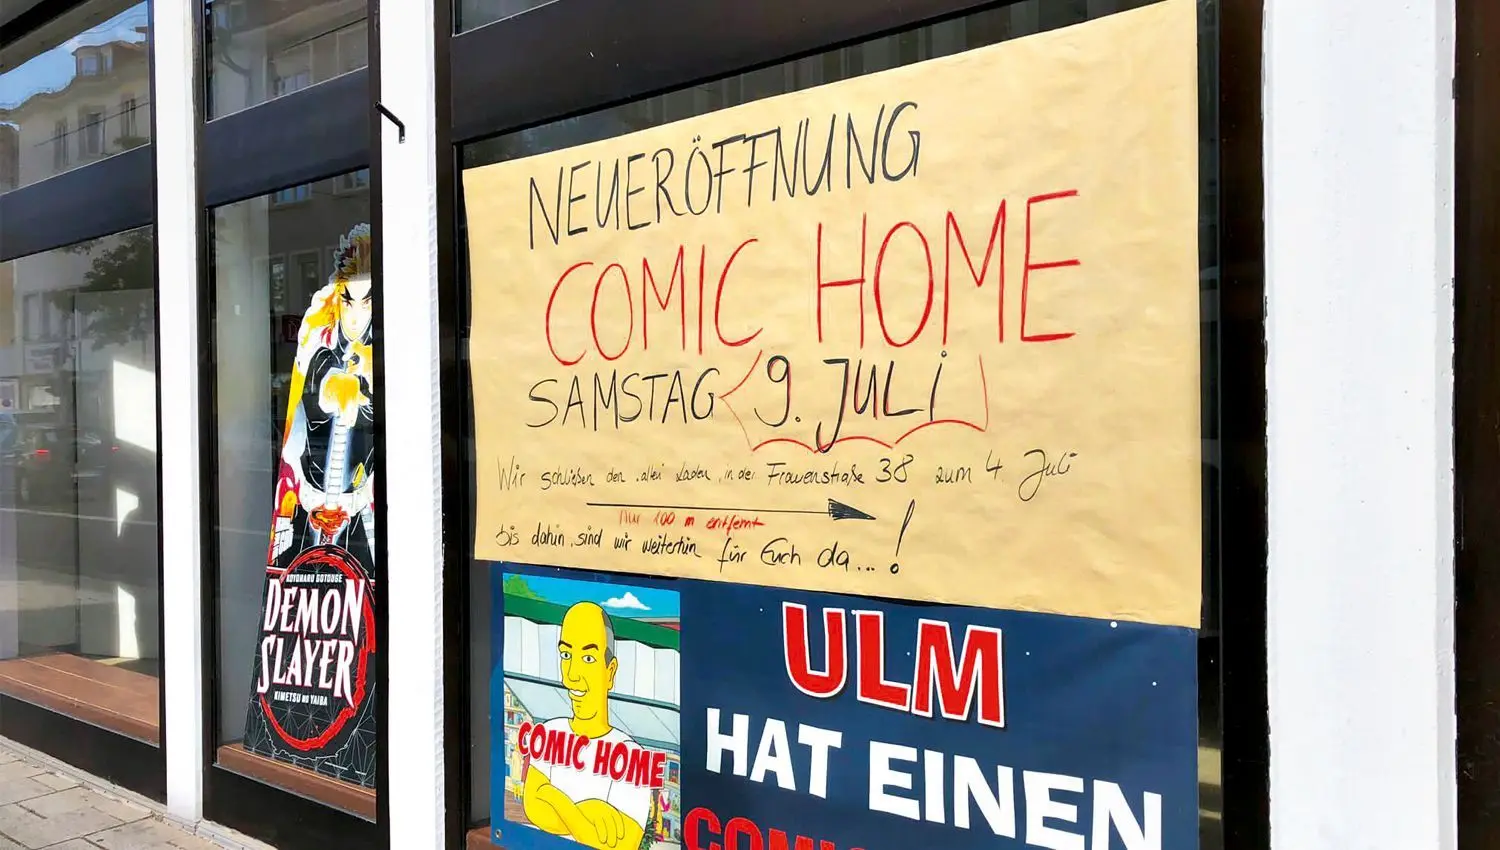 NEUERÖFFNUNG
COMIC HOME
SAMSTAG 9. JULI
Wir schließen den alten Laden in der Frauenstraße 38 zum 4. Juli
Nur 100 m entfernt
bis dahin sind wir weiterhin für Euch da...!
KOYOHARU GOTOUGE
DEMON
SLAYER
KIMETSU NO YAIBA
COMIC HOME
ULM
HAT EINEN